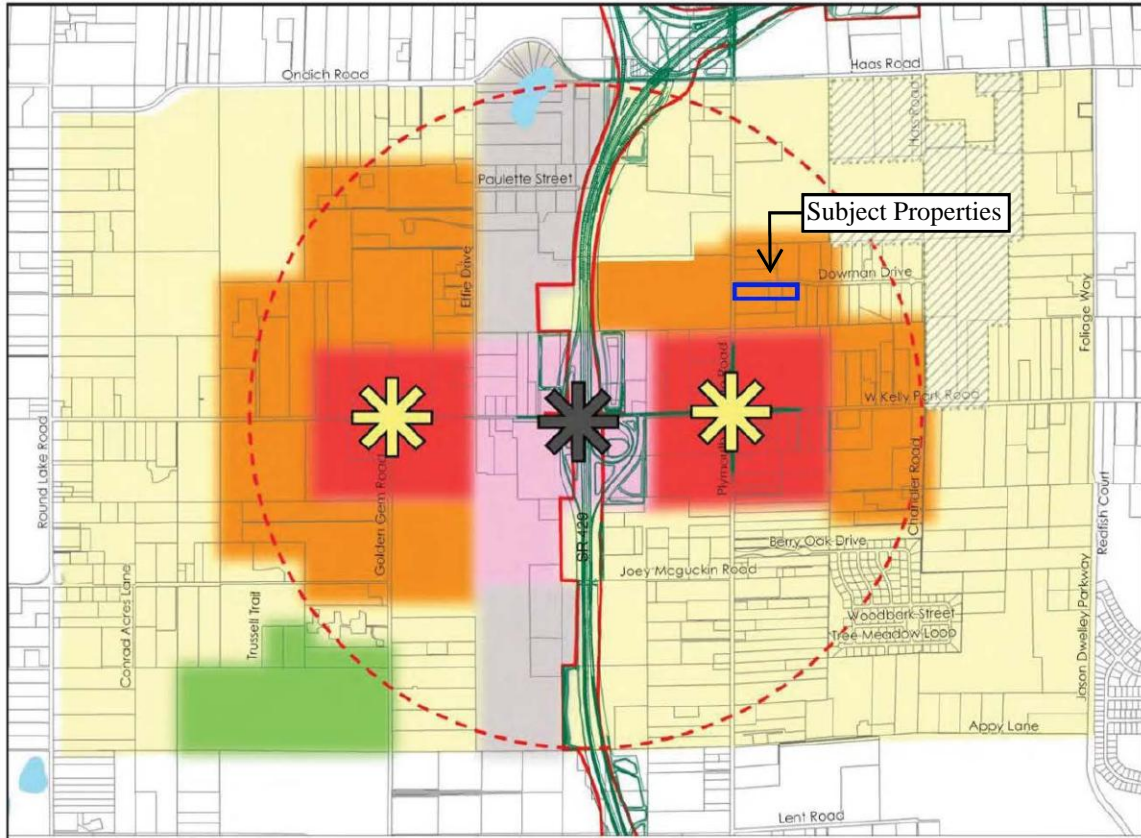 Haas Road
Ondich Road
Hass Road
Paulette Street
Subject Properties
Effie Drive
Dowman Drive
Foliage Way
W Kelly Park Road
Round Lake Road
Golden Gem Road
Plymouth
Road
Chandler Road
Redfish Court
SR 429
Berry Oak Drive
Joey Mcguckin Road
Conrad Acres Lane
Trussell Trail
Woodbark Street
Tree Meadow Loop
Jason Dwelley Parkway
Appy Lane
Lent Road